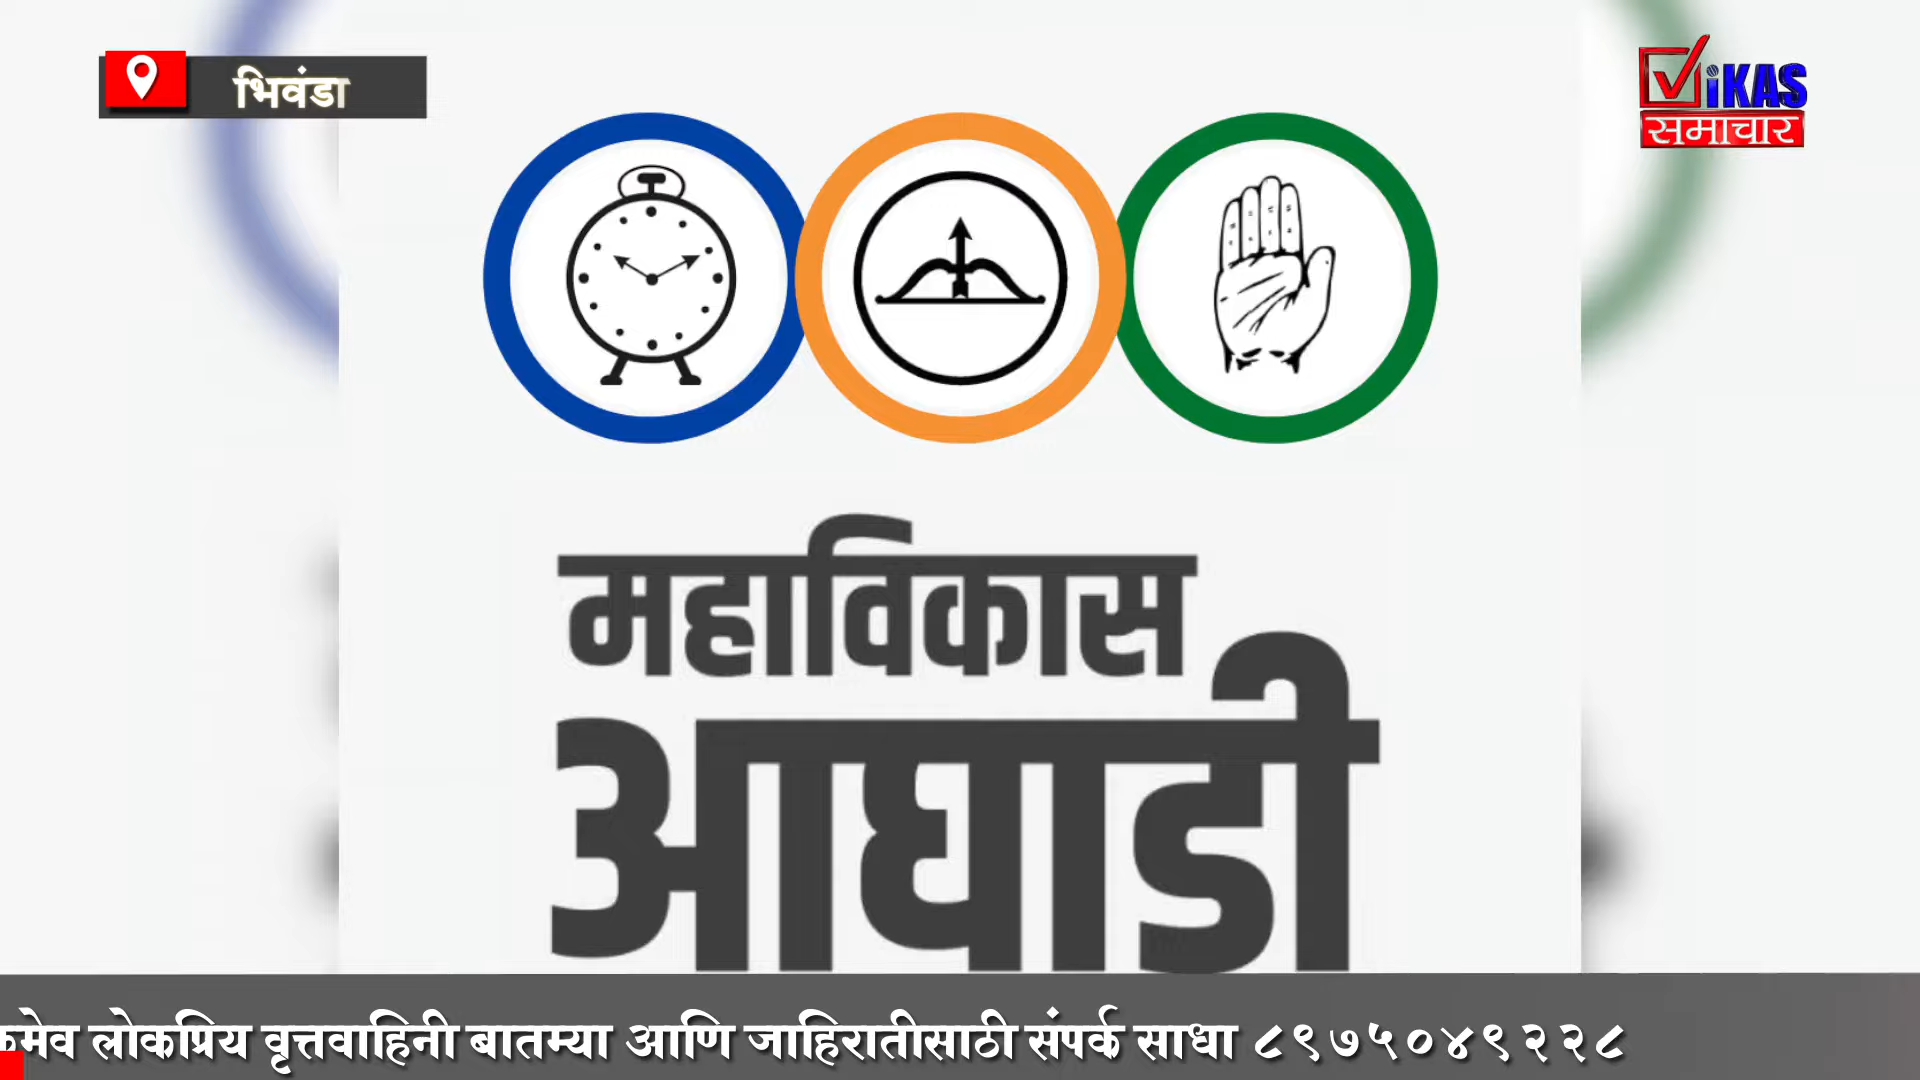 भिवंडी
ViKAS
समाचार
महाविकास
आघाडी
लोकप्रिय वृत्तवाहिनी बातम्या आणि जाहिरातीसाठी संपर्क साधा ८९७५०४९२२८